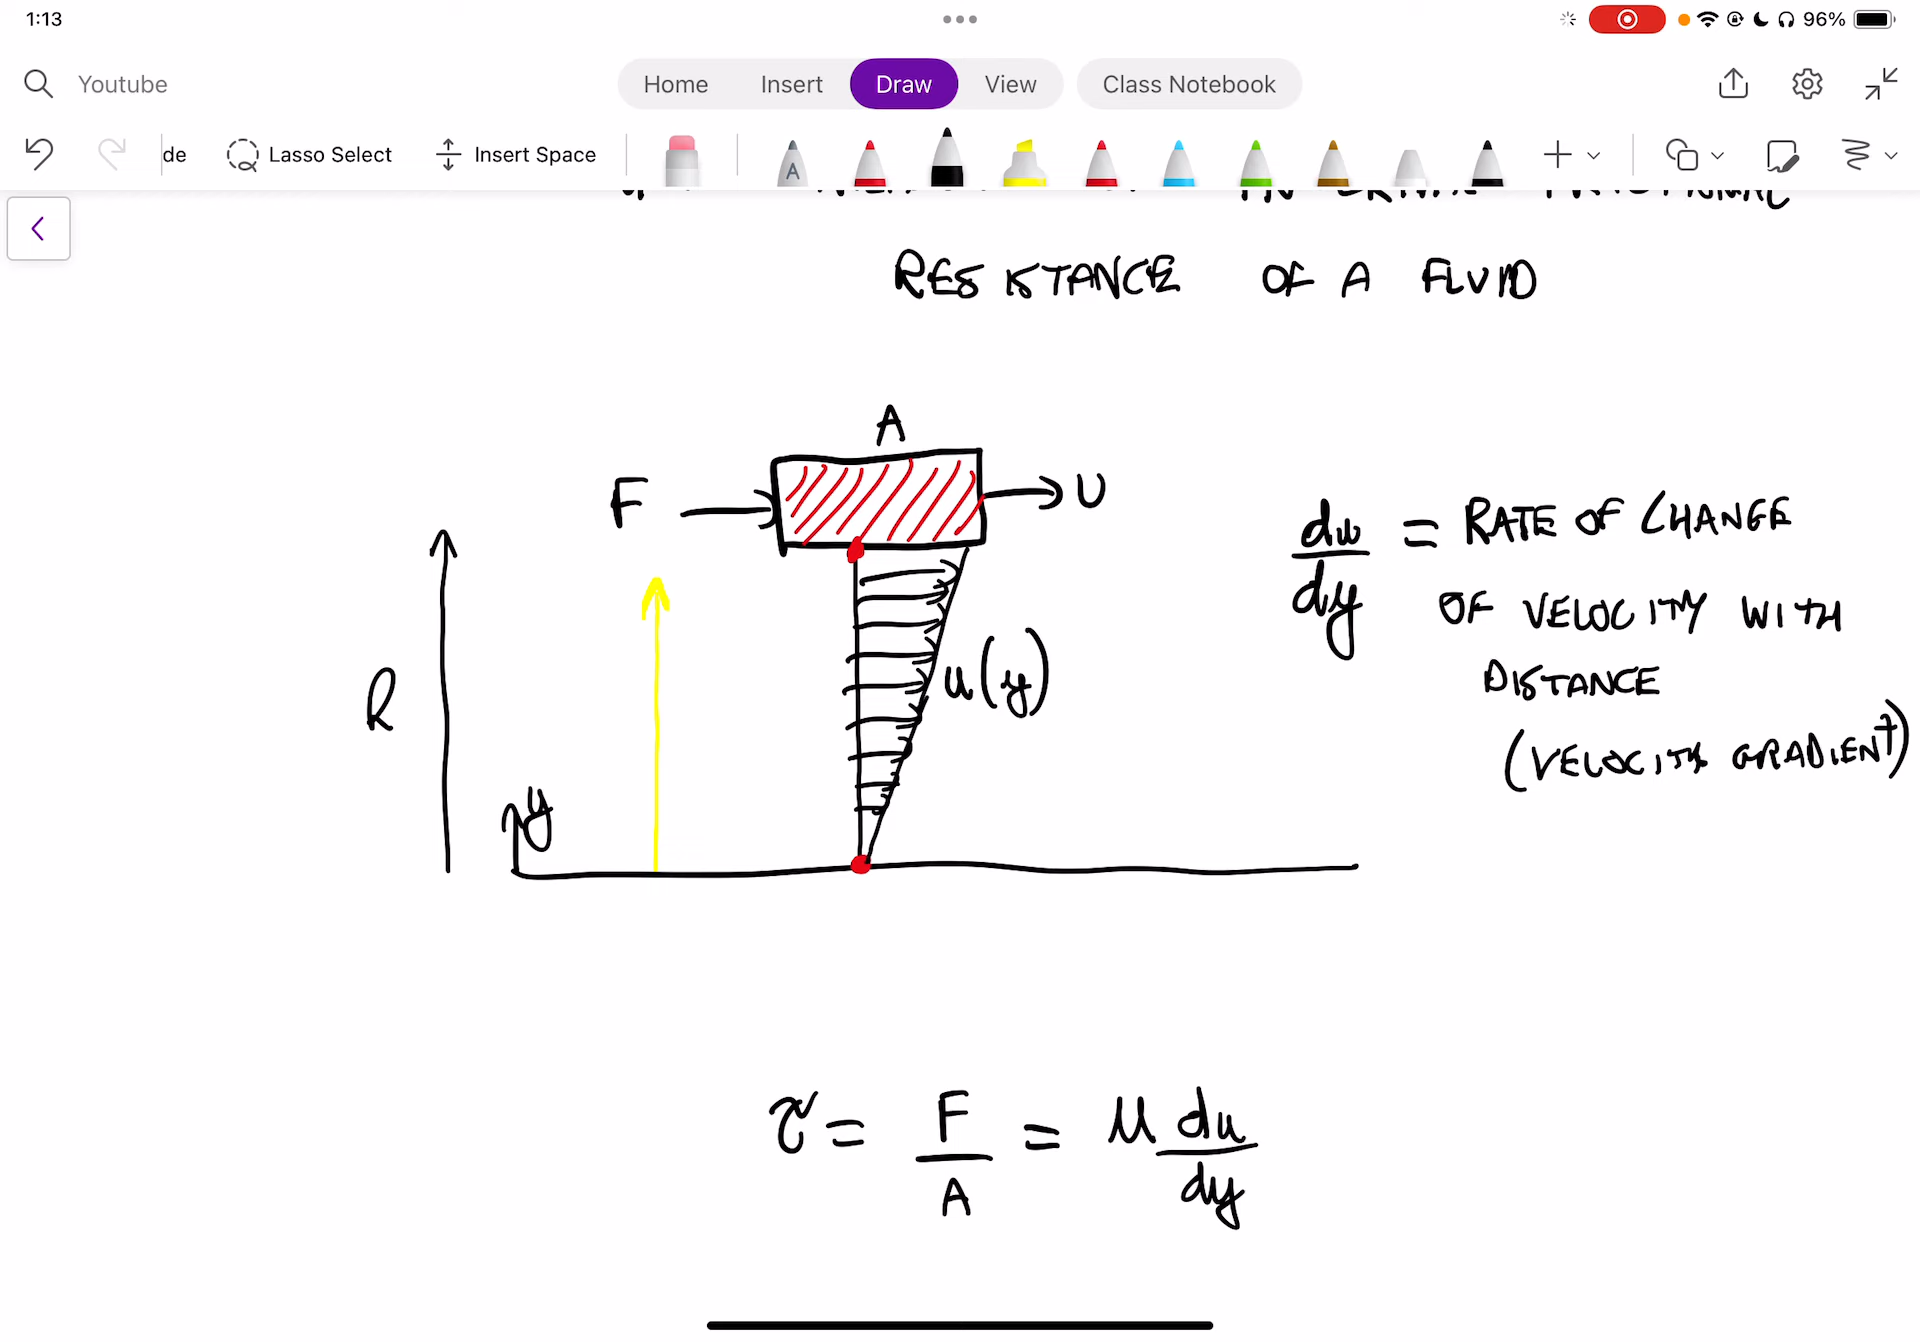 1:13
96%
Youtube
Home Insert Draw View Class Notebook
de Lasso Select Insert Space
A
RESISTANCE OF A FLUID
A
F
U
du/dy = RATE OF CHANGE
OF VELOCITY WITH
DISTANCE
(VELOCITY GRADIENT)
u(y)
y
τ = F/A = μ du/dy